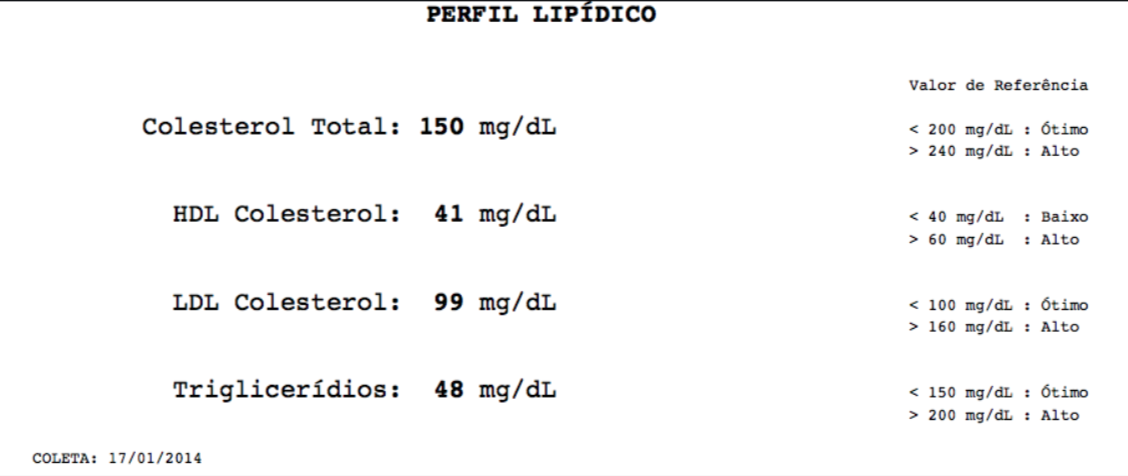 PERFIL LIPÍDICO
Valor de Referência
Colesterol Total: 150 mg/dL < 200 mg/dL : Ótimo
> 240 mg/dL : Alto
HDL Colesterol: 41 mg/dL < 40 mg/dL : Baixo
> 60 mg/dL : Alto
LDL Colesterol: 99 mg/dL < 100 mg/dL : Ótimo
> 160 mg/dL : Alto
Triglicerídios: 48 mg/dL < 150 mg/dL : Ótimo
> 200 mg/dL : Alto
COLETA: 17/01/2014